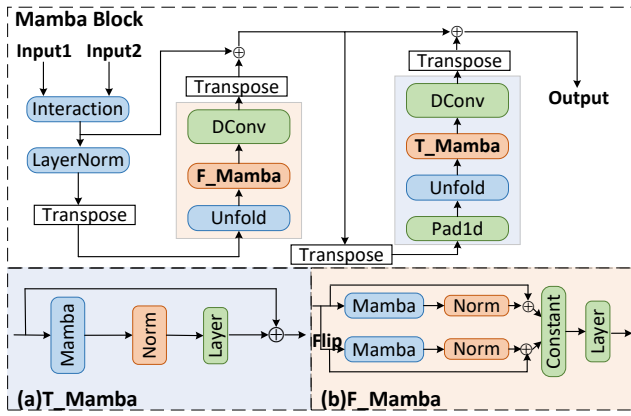 Mamba Block
Input1
Input2
Interaction
LayerNorm
Transpose
Transpose
DConv
F_Mamba
Unfold
Transpose
Transpose
DConv
T_Mamba
Unfold
Pad1d
Output
Mamba
Norm
Layer
(a)T_Mamba
Flip
Mamba
Norm
Mamba
Norm
Constant
Layer
(b)F_Mamba